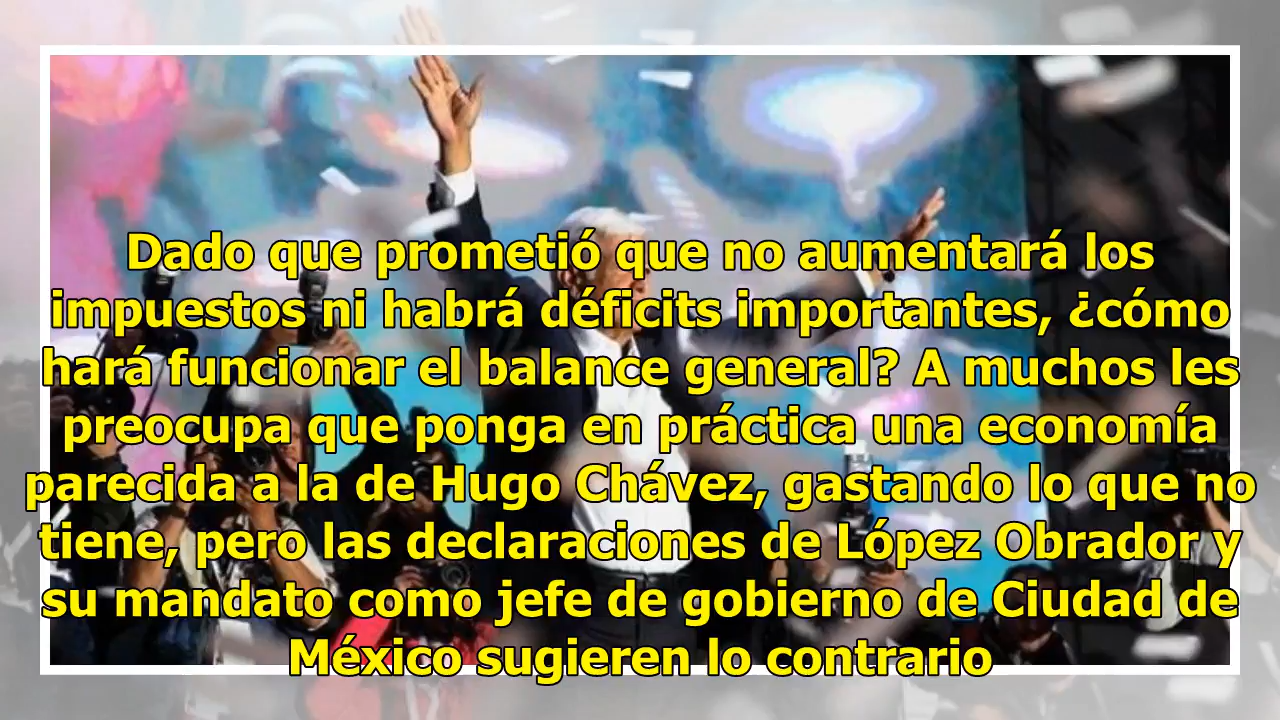 Dado que prometió que no aumentará los
impuestos ni habrá déficits importantes, ¿cómo
hará funcionar el balance general? A muchos les
preocupa que ponga en práctica una economía
parecida a la de Hugo Chávez, gastando lo que no
tiene, pero las declaraciones de López Obrador y
su mandato como jefe de gobierno de Ciudad de
México sugieren lo contrario